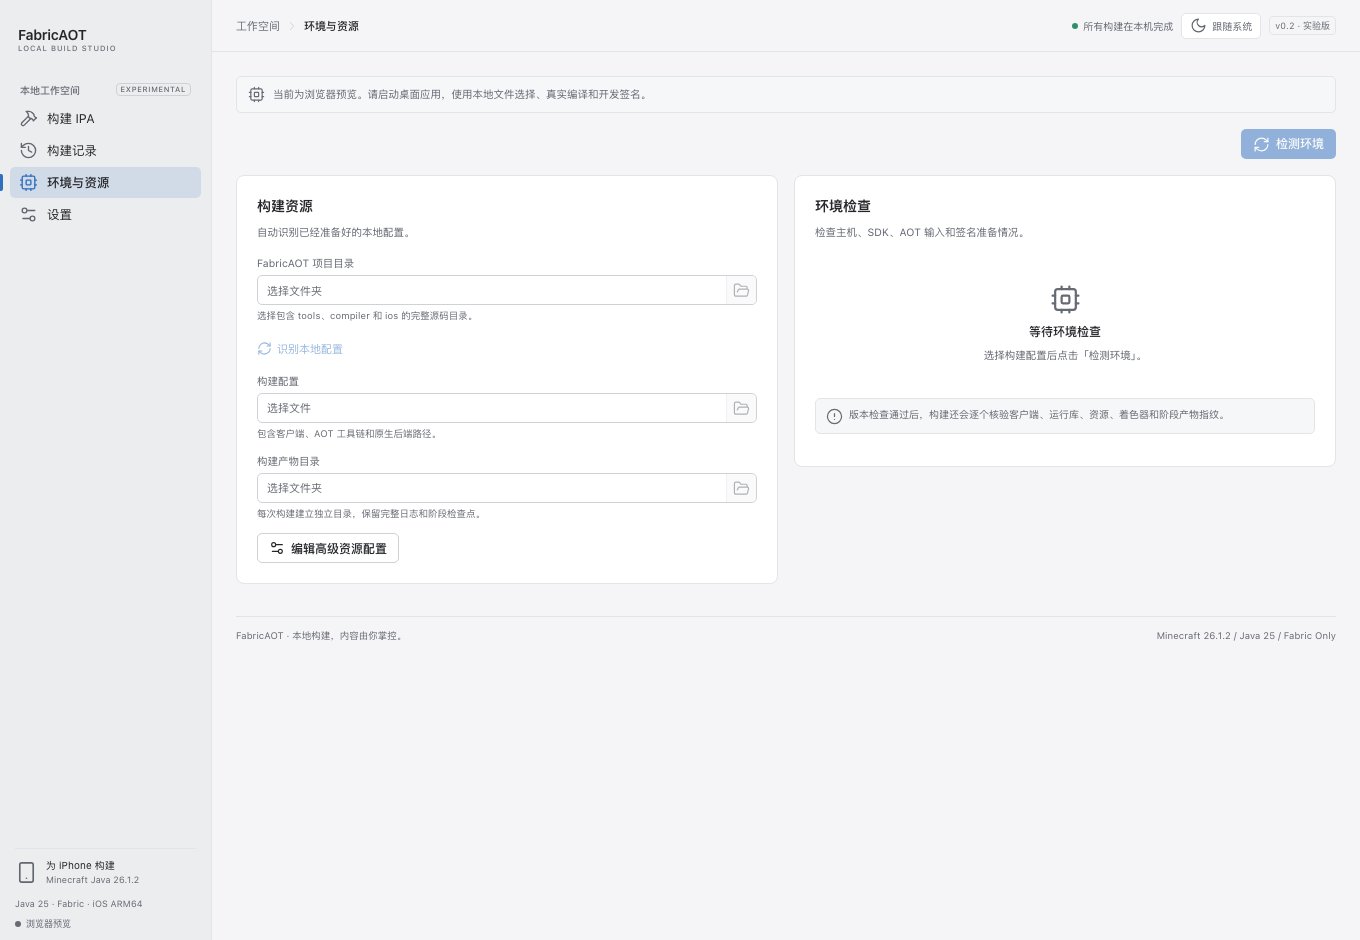 FabricAOT
LOCAL BUILD STUDIO
本地工作空间
EXPERIMENTAL
构建 IPA
构建记录
环境与资源
设置
为 iPhone 构建
Minecraft Java 26.1.2
Java 25 · Fabric · iOS ARM64
浏览器预览
工作空间
环境与资源
所有构建在本机完成
跟随系统
v0.2 · 实验版
当前为浏览器预览。请启动桌面应用，使用本地文件选择、真实编译和开发签名。
检测环境
构建资源
自动识别已经准备好的本地配置。
FabricAOT 项目目录
选择文件夹
选择包含 tools、compiler 和 ios 的完整源码目录。
识别本地配置
构建配置
选择文件
包含客户端、AOT 工具链和原生后端路径。
构建产物目录
选择文件夹
每次构建建立独立目录，保留完整日志和阶段检查点。
编辑高级资源配置
环境检查
检查主机、SDK、AOT 输入和签名准备情况。
等待环境检查
选择构建配置后点击「检测环境」。
版本检查通过后，构建还会逐个核验客户端、运行库、资源、着色器和阶段产物指纹。
FabricAOT · 本地构建，内容由你掌控。
Minecraft 26.1.2 / Java 25 / Fabric Only